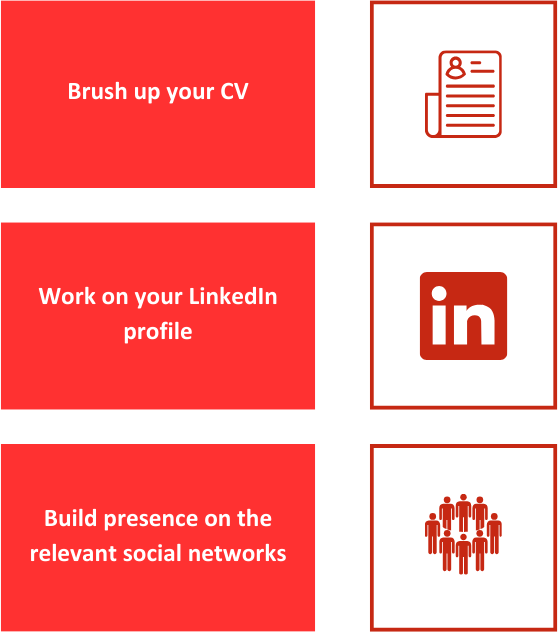 Brush up your CV
Work on your LinkedIn
profile
in
Build presence on the
relevant social networks